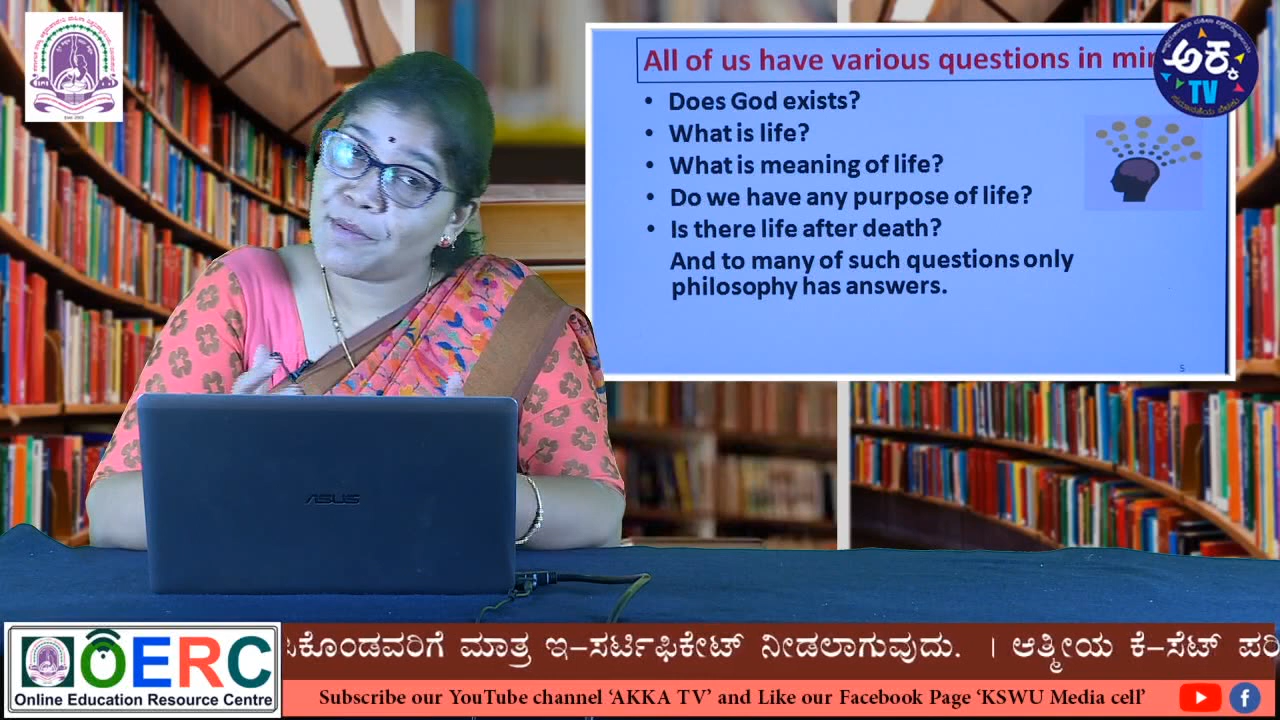 All of us have various questions in min
ಅಕ್ಕ
TV
• Does God exists?
• What is life?
• What is meaning of life?
• Do we have any purpose of life?
• Is there life after death?
And to many of such questions only
philosophy has answers.
5
ASUS
OERC
Online Education Resource Centre
ಮಾತ್ರ ಇ-ಸರ್ಟಿಫಿಕೇಟ್ ನೀಡಲಾಗುವುದು. । ಆತ್ಮೀಯ ಕೆ-ಸೆಟ್ ಪರಿ
Subscribe our YouTube channel ‘AKKA TV’ and Like our Facebook Page ‘KSWU Media cell’